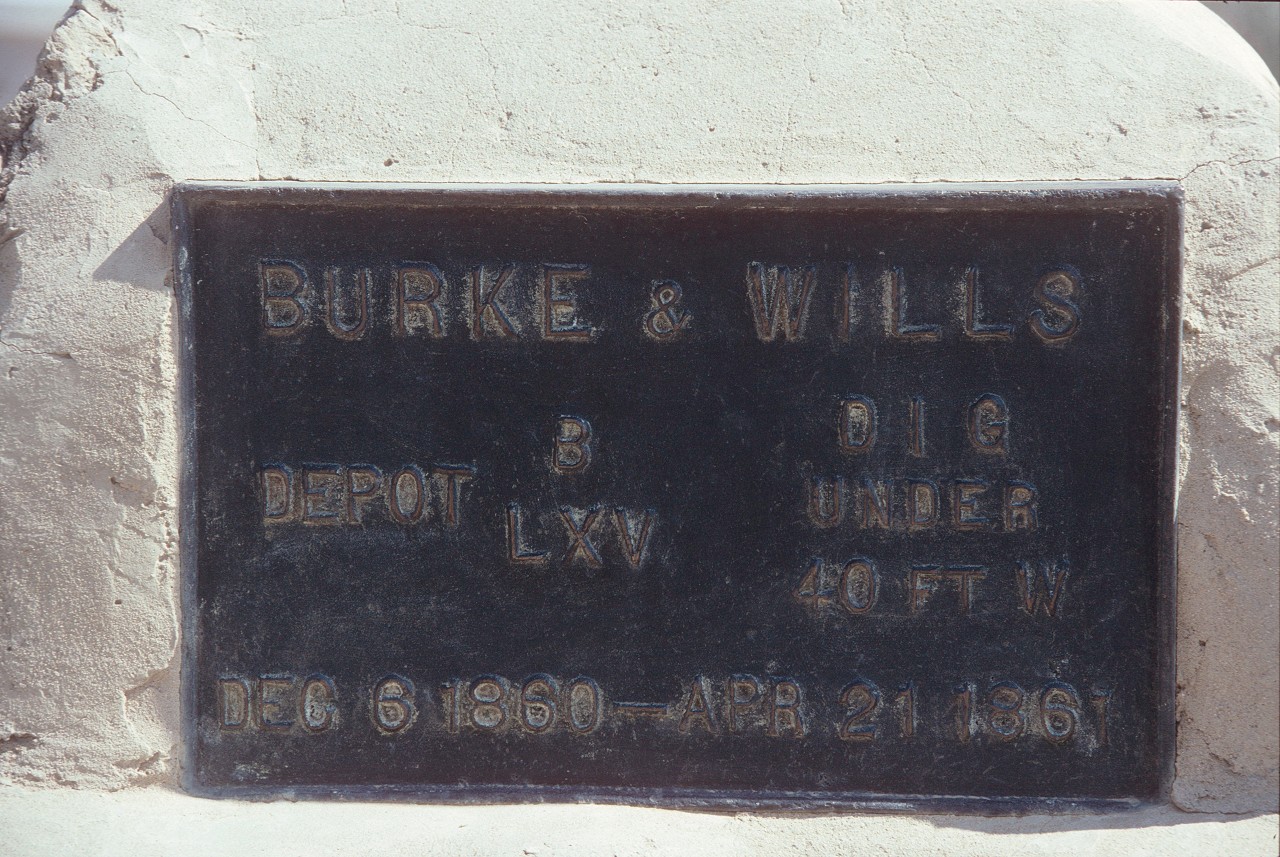 BURKE & WILLS
DEPOT
B
LXV
DIG
UNDER
40 FT W
DEC 6 1860—APR 21 1861